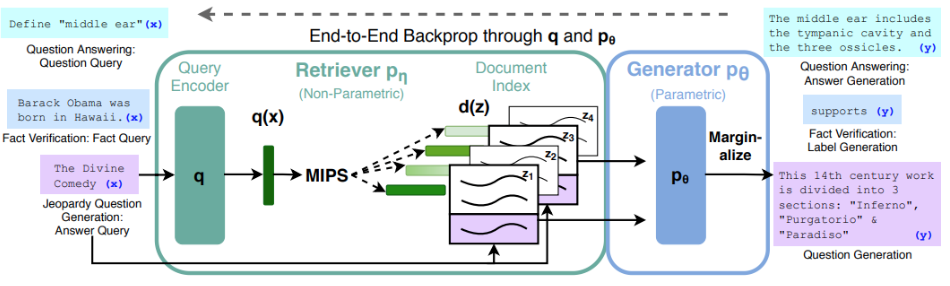 End-to-End Backprop through q and pθ
Define "middle ear"(x)
Question Answering:
Question Query
Barack Obama was
born in Hawaii.(x)
Fact Verification: Fact Query
The Divine
Comedy (x)
Jeopardy Question
Generation:
Answer Query
Query
Encoder
q
q(x)
Retriever pη
(Non-Parametric)
MIPS
Document
Index
d(z)
z4
z3
z2
z1
Generator pθ
(Parametric)
pθ
Margin-
alize
The middle ear includes
the tympanic cavity and
the three ossicles. (y)
Question Answering:
Answer Generation
supports (y)
Fact Verification:
Label Generation
This 14th century work
is divided into 3
sections: "Inferno",
"Purgatorio" &
"Paradiso" (y)
Question Generation